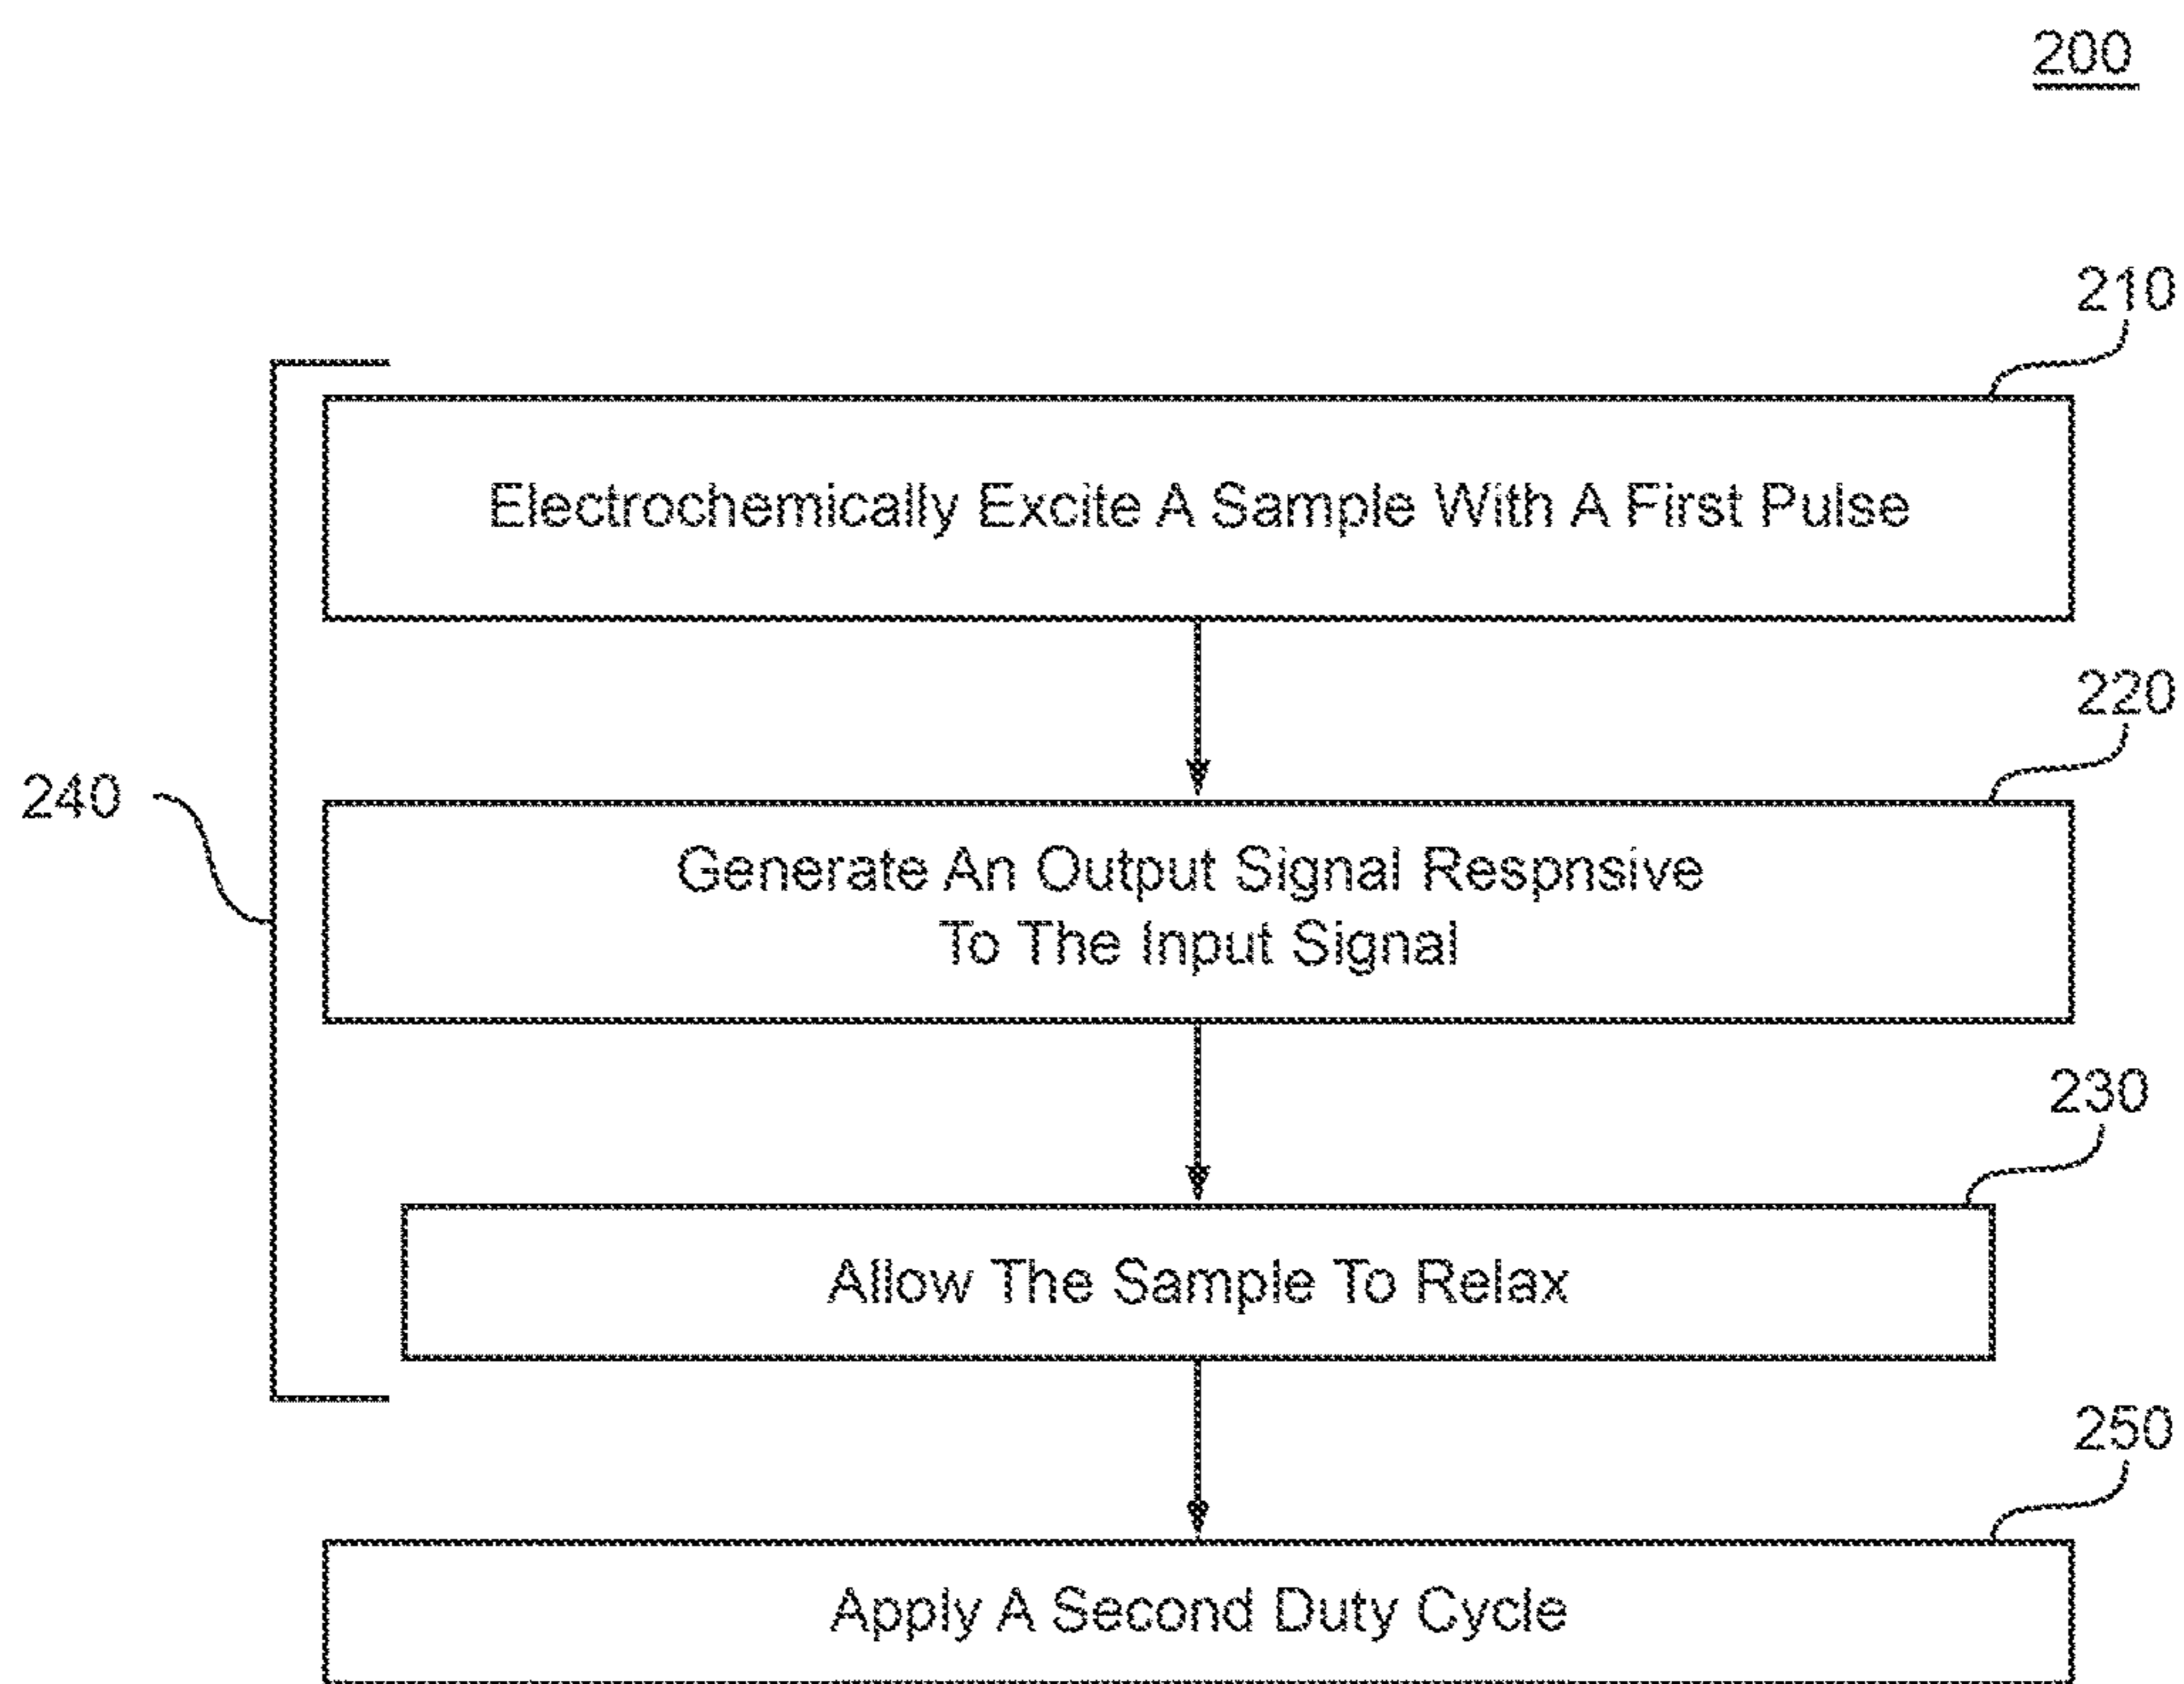 200
210
Electrochemically Excite A Sample With A First Pulse
220
240
Generate An Output Signal Respnsive
To The Input Signal
230
Allow The Sample To Relax
250
Apply A Second Duty Cycle